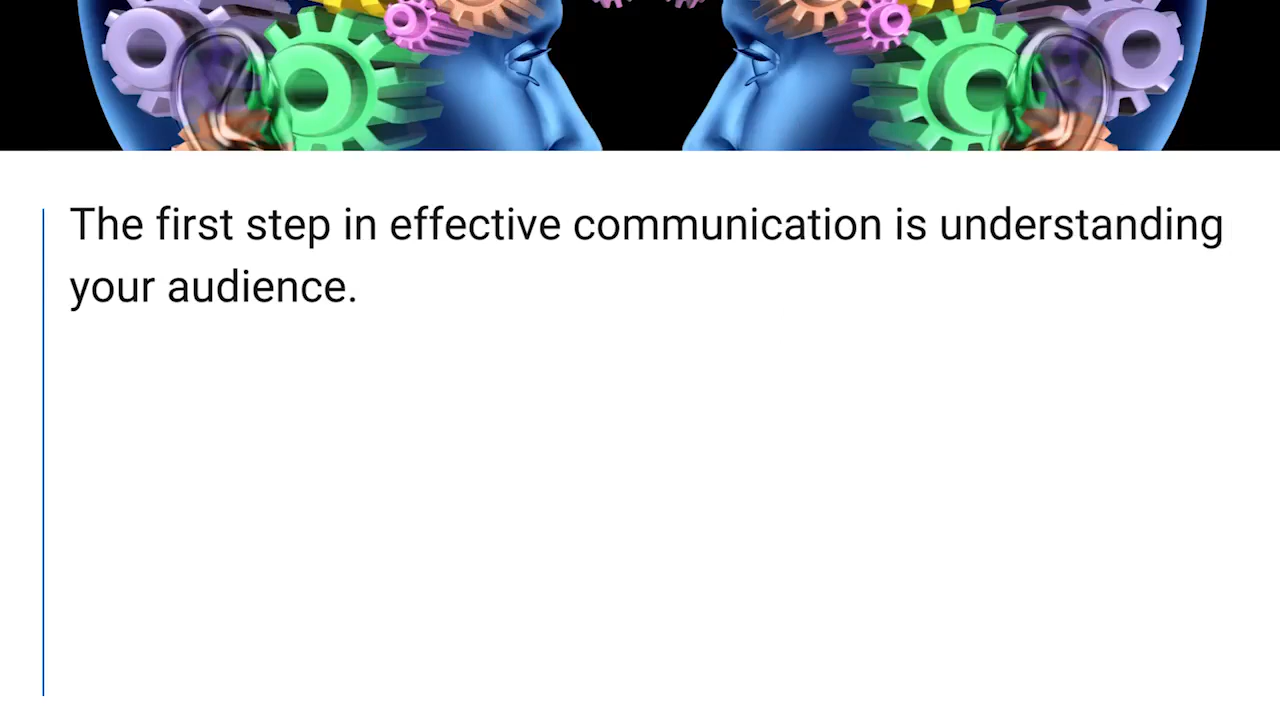 The first step in effective communication is understanding
your audience.